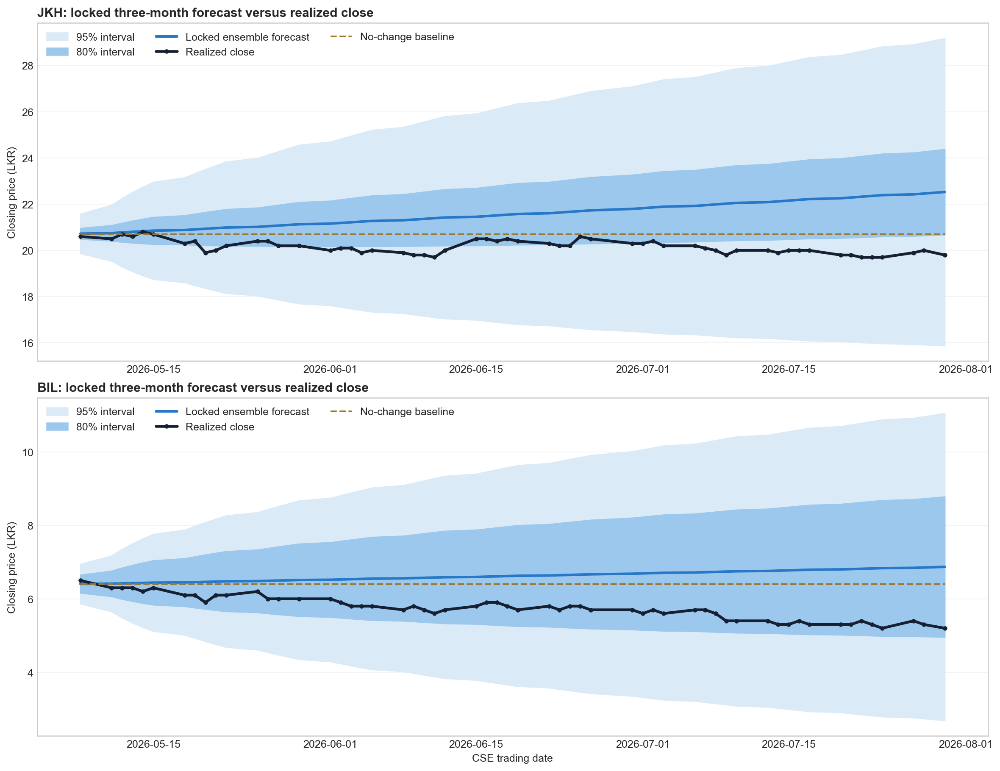 JKH: locked three-month forecast versus realized close
95% interval
80% interval
Locked ensemble forecast
Realized close
No-change baseline
Closing price (LKR)
28
26
24
22
20
18
16
2026-05-15
2026-06-01
2026-06-15
2026-07-01
2026-07-15
2026-08-01
BIL: locked three-month forecast versus realized close
95% interval
80% interval
Locked ensemble forecast
Realized close
No-change baseline
Closing price (LKR)
10
8
6
4
2026-05-15
2026-06-01
2026-06-15
2026-07-01
2026-07-15
2026-08-01
CSE trading date